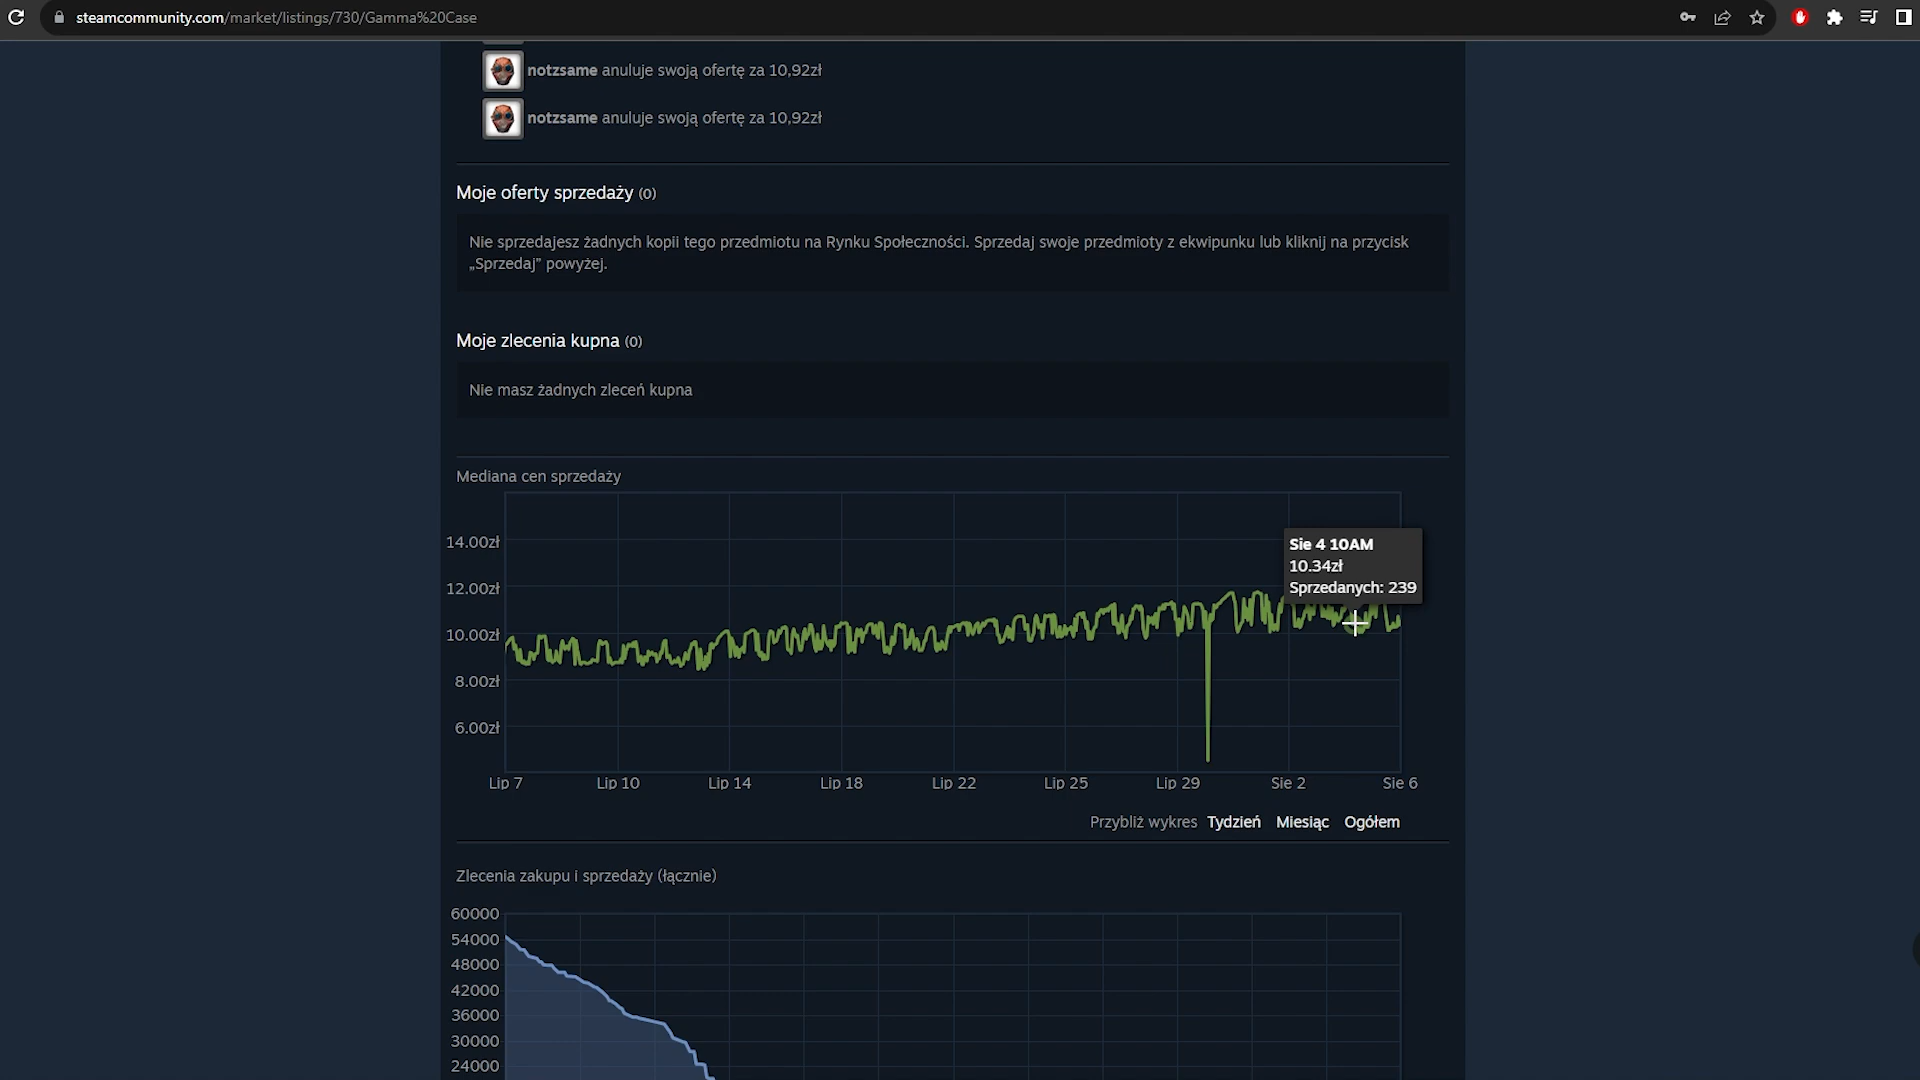 steamcommunity.com/market/listings/730/Gamma%20Case
notzsame anuluje swoją ofertę za 10,92zł
notzsame anuluje swoją ofertę za 10,92zł
Moje oferty sprzedaży (0)
Nie sprzedajesz żadnych kopii tego przedmiotu na Rynku Społeczności. Sprzedaj swoje przedmioty z ekwipunku lub kliknij na przycisk
„Sprzedaj” powyżej.
Moje zlecenia kupna (0)
Nie masz żadnych zleceń kupna
Mediana cen sprzedaży
14.00zł
12.00zł
10.00zł
8.00zł
6.00zł
Sie 4 10AM
10.34zł
Sprzedanych: 239
Lip 7 Lip 10 Lip 14 Lip 18 Lip 22 Lip 25 Lip 29 Sie 2 Sie 6
Przybliż wykres Tydzień Miesiąc Ogółem
Zlecenia zakupu i sprzedaży (łącznie)
60000
54000
48000
42000
36000
30000
24000